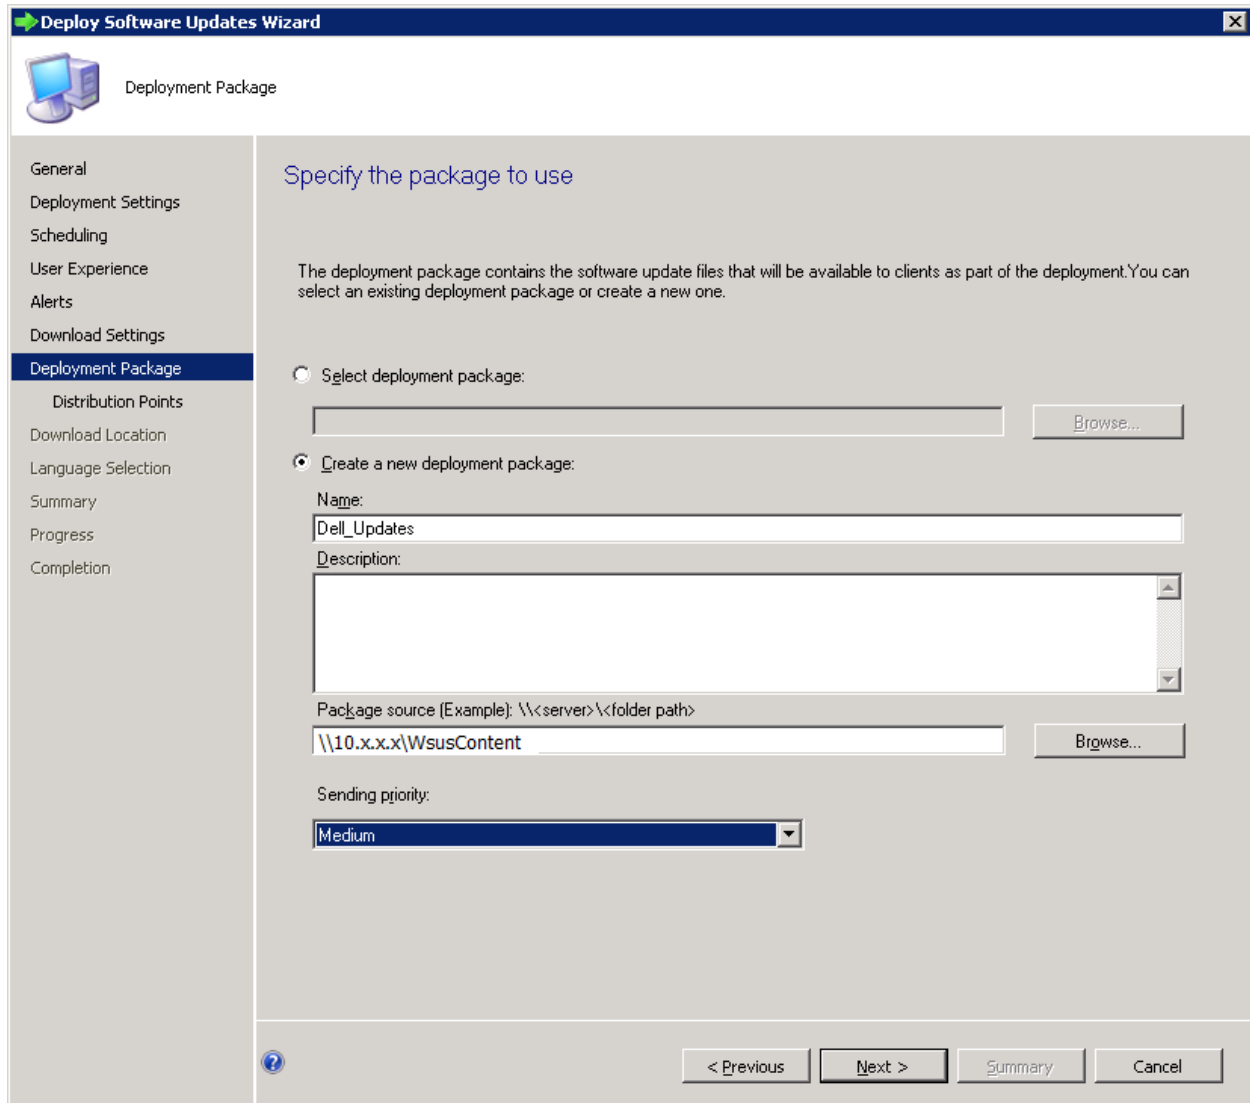 Deploy Software Updates Wizard
Deployment Package
General
Deployment Settings
Scheduling
User Experience
Alerts
Download Settings
Deployment Package
Distribution Points
Download Location
Language Selection
Summary
Progress
Completion
Specify the package to use
The deployment package contains the software update files that will be available to clients as part of the deployment.You can
select an existing deployment package or create a new one.
Select deployment package:
Browse...
Create a new deployment package:
Name:
Dell_Updates
Description:
Package source (Example): \\<server>\<folder path>
\\10.x.x.x\WsusContent
Browse...
Sending priority:
Medium
< Previous
Next >
Summary
Cancel